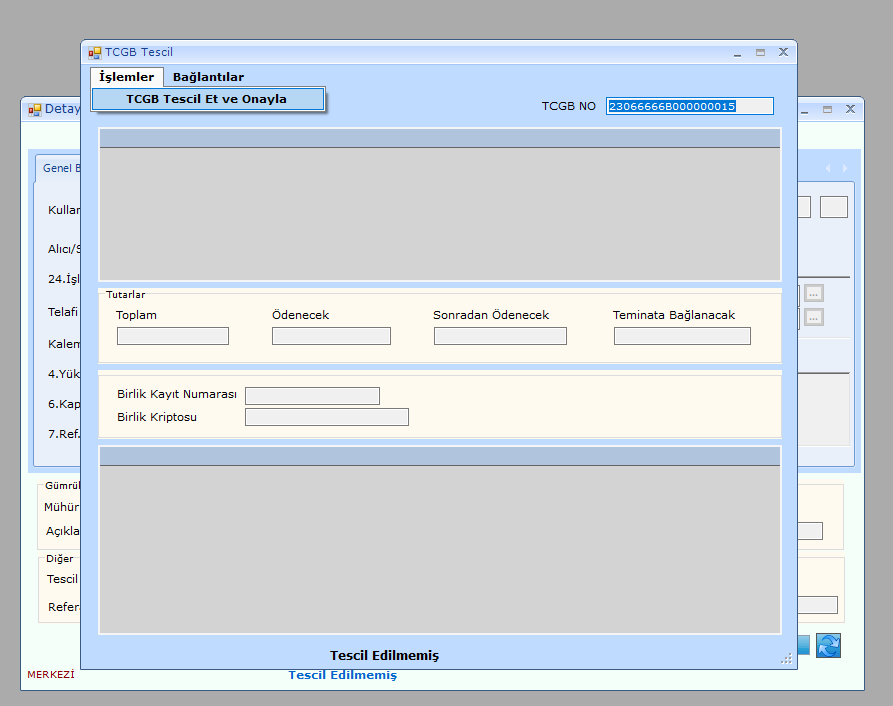 TCGB Tescil
İşlemler Bağlantılar
TCGB Tescil Et ve Onayla
TCGB NO 23066666B000000015
Detay
Genel B
Kullan
Alıcı/S
24.İşl
Telafi
Kalem
4.Yük
6.Kap
7.Ref.
Tutarlar
Toplam Ödenecek Sonradan Ödenecek Teminata Bağlanacak
Birlik Kayıt Numarası
Birlik Kriptosu
Gümrük
Mühür
Açıkla
Diğer
Tescil
Refer
Tescil Edilmemiş
MERKEZİ Tescil Edilmemiş